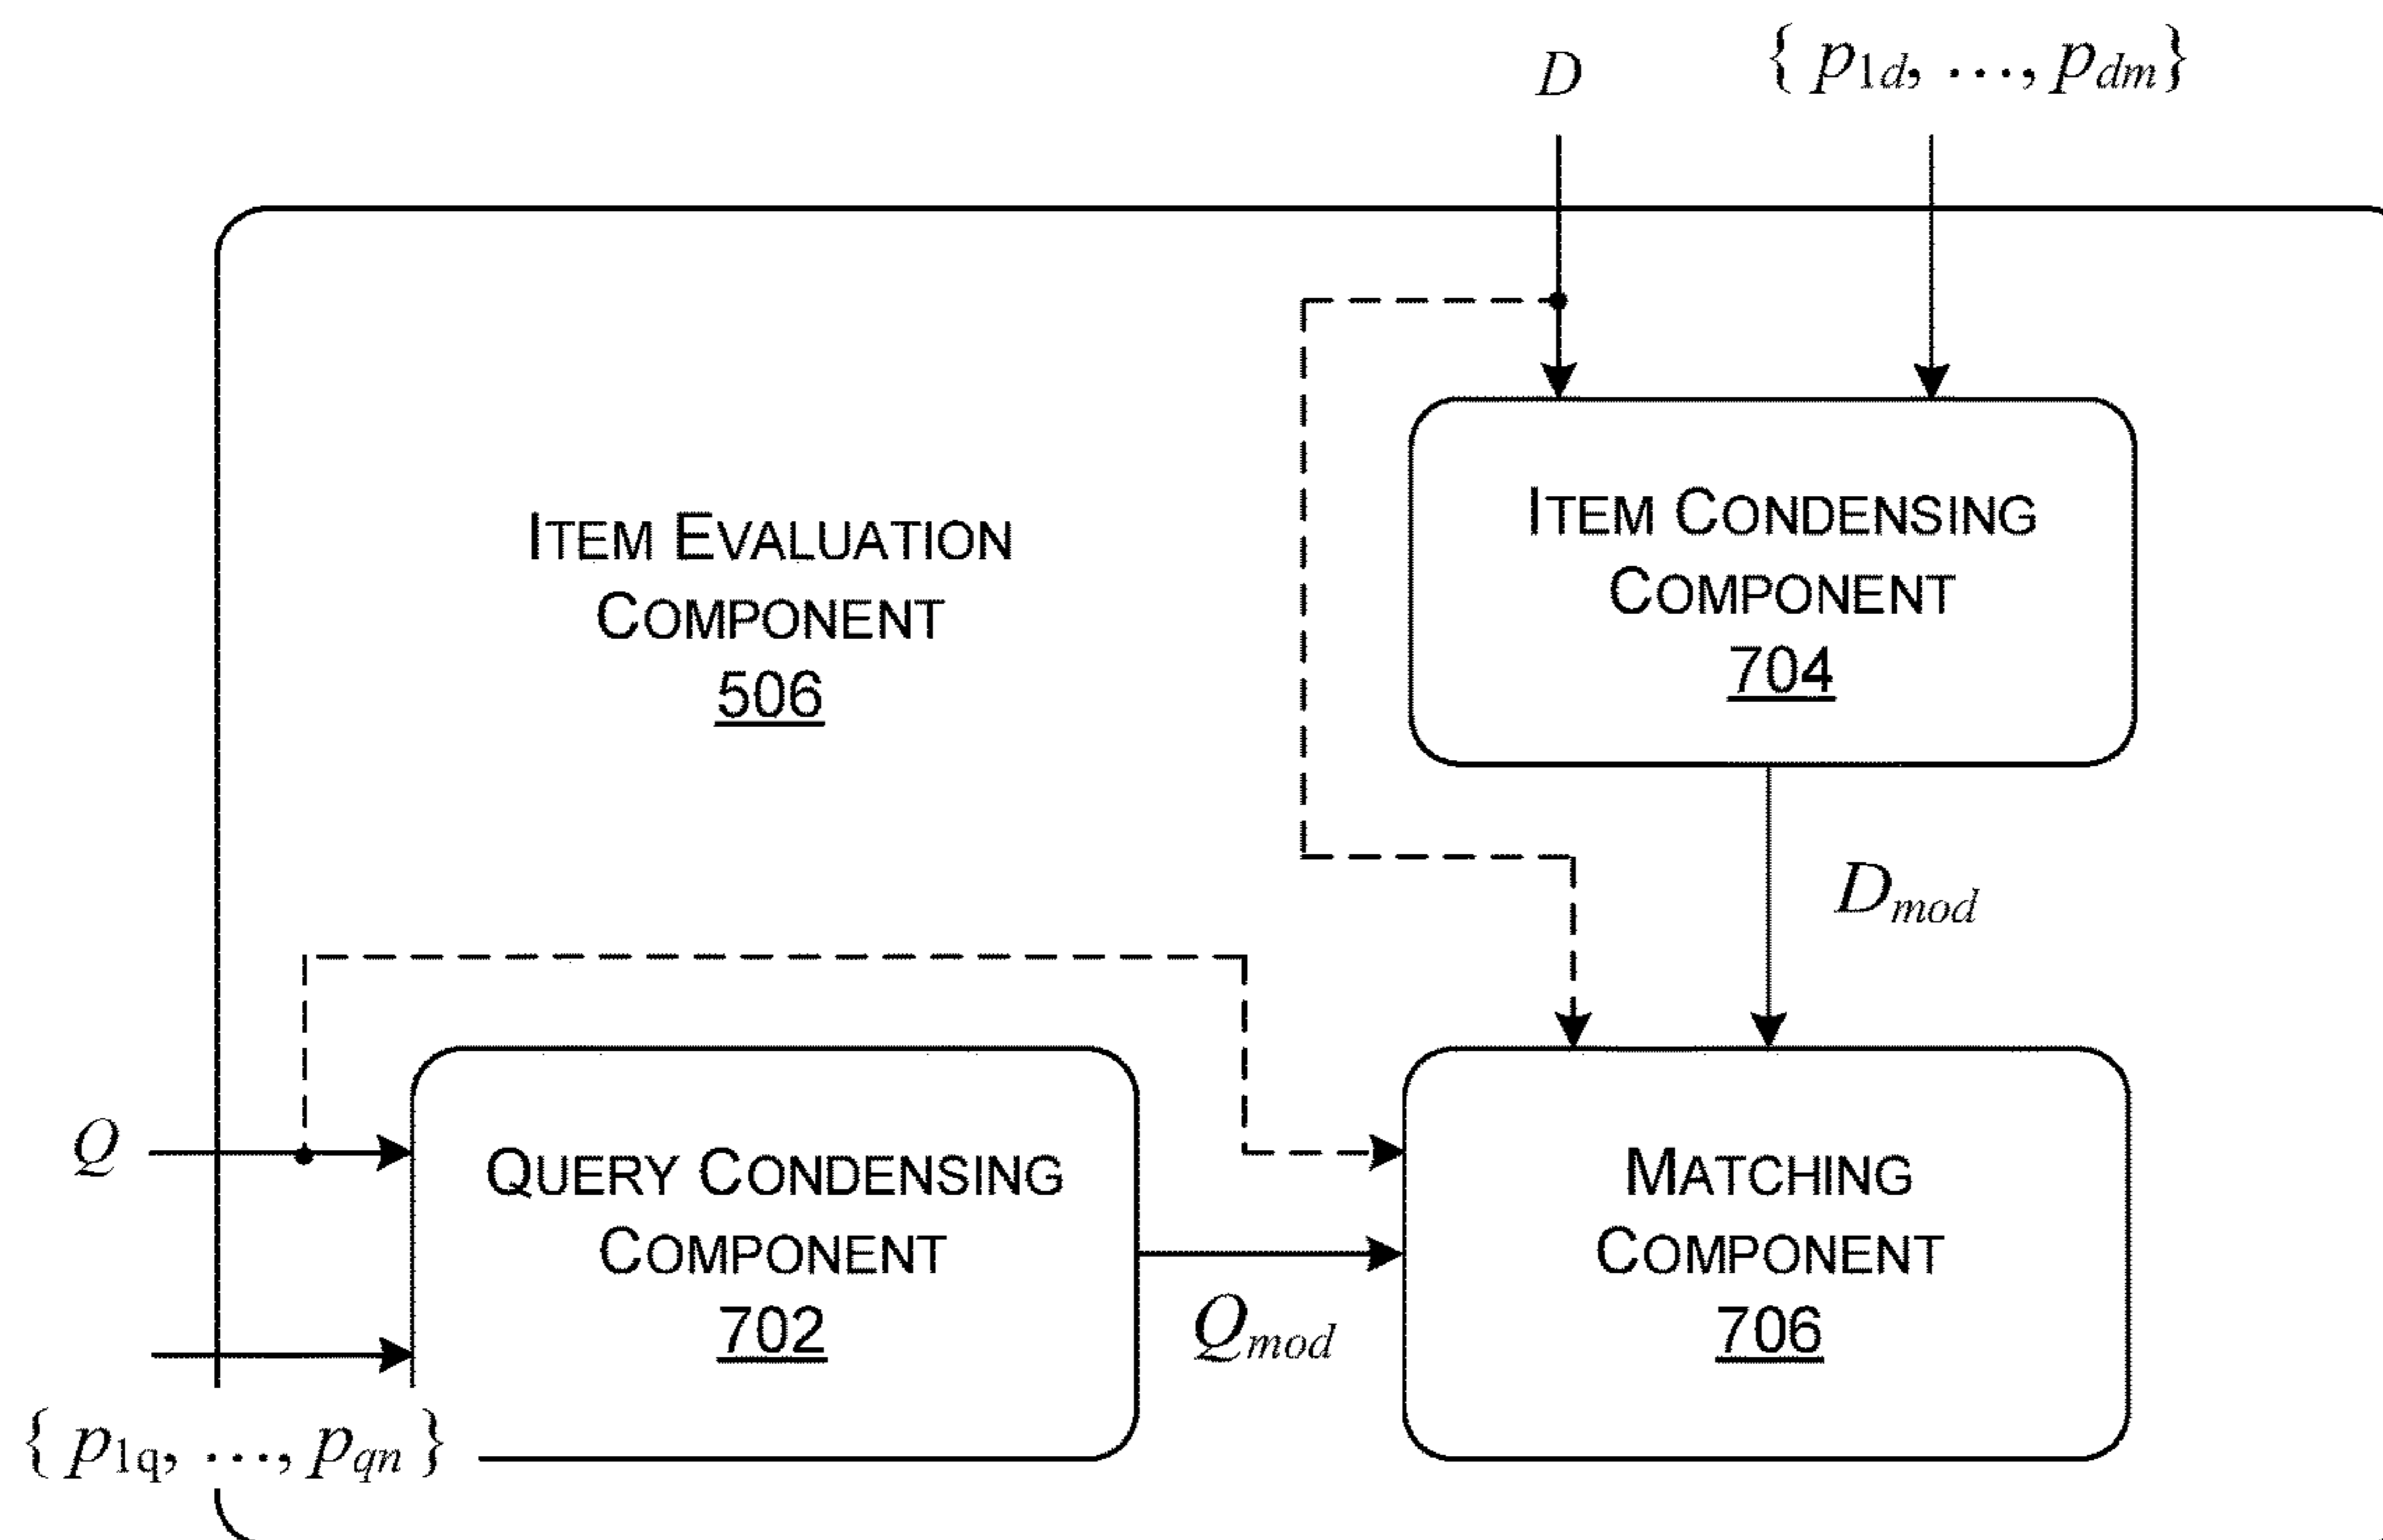 D
{ p1d, ..., pdm}
ITEM EVALUATION
COMPONENT
506
ITEM CONDENSING
COMPONENT
704
Dmod
Q
QUERY CONDENSING
COMPONENT
702
Qmod
MATCHING
COMPONENT
706
{ p1q, ..., pqn }